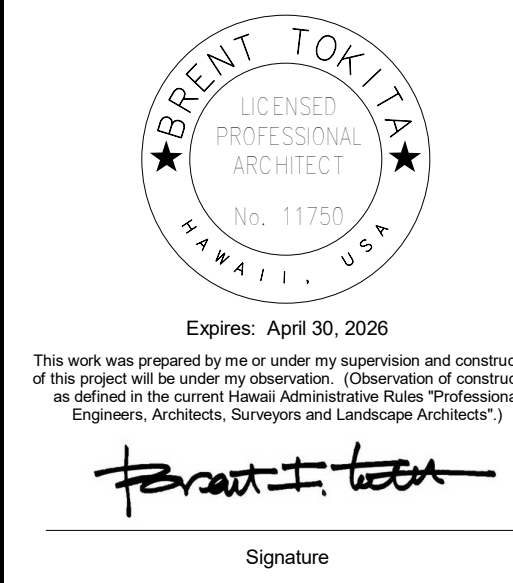 BRENT TOKITA
LICENSED
PROFESSIONAL
ARCHITECT
No. 11750
HAWAII, USA
Expires: April 30, 2026
This work was prepared by me or under my supervision and construc
of this project will be under my observation. (Observation of construc
as defined in the current Hawaii Administrative Rules "Professiona
Engineers, Architects, Surveyors and Landscape Architects".)
Signature